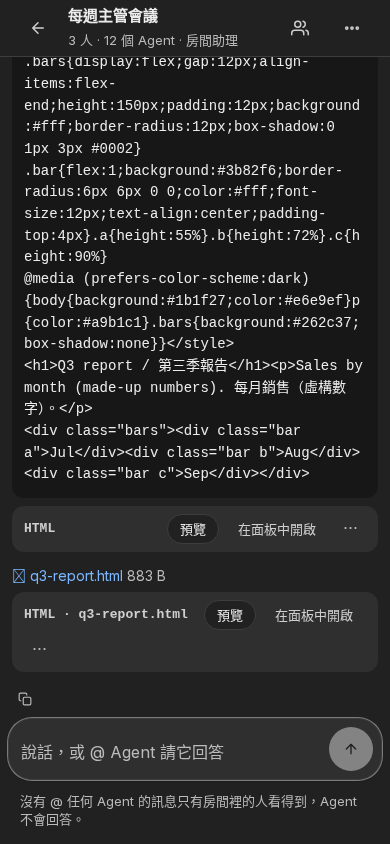 每週主管會議
3 人 · 12 個 Agent · 房間助理
.bars{display:flex;gap:12px;align-
items:flex-
end;height:150px;padding:12px;background
:#fff;border-radius:12px;box-shadow:0
1px 3px #0002}
.bar{flex:1;background:#3b82f6;border-
radius:6px 6px 0 0;color:#fff;font-
size:12px;text-align:center;padding-
top:4px}.a{height:55%}.b{height:72%}.c{h
eight:90%}
@media (prefers-color-scheme:dark)
{body{background:#1b1f27;color:#e6e9ef}p
{color:#a9b1c1}.bars{background:#262c37;
box-shadow:none}}</style>
<h1>Q3 report / 第三季報告</h1><p>Sales by
month (made-up numbers). 每月銷售（虛構數
字）。</p>
<div class="bars"><div class="bar
a">Jul</div><div class="bar b">Aug</div>
<div class="bar c">Sep</div></div>
HTML 預覽 在面板中開啟 ⋯
q3-report.html 883 B
HTML · q3-report.html 預覽 在面板中開啟
⋯
說話，或 @ Agent 請它回答
沒有 @ 任何 Agent 的訊息只有房間裡的人看得到，Agent
不會回答。